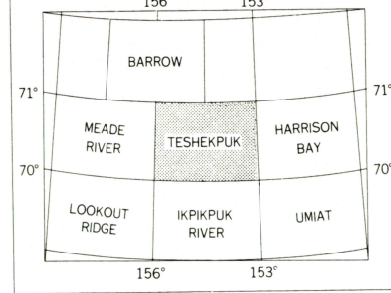 156 153
BARROW
71° 71°
MEADE
RIVER
TESHEKPUK
HARRISON
BAY
70° 70°
LOOKOUT
RIDGE
IKPIKPUK
RIVER
UMIAT
156° 153°